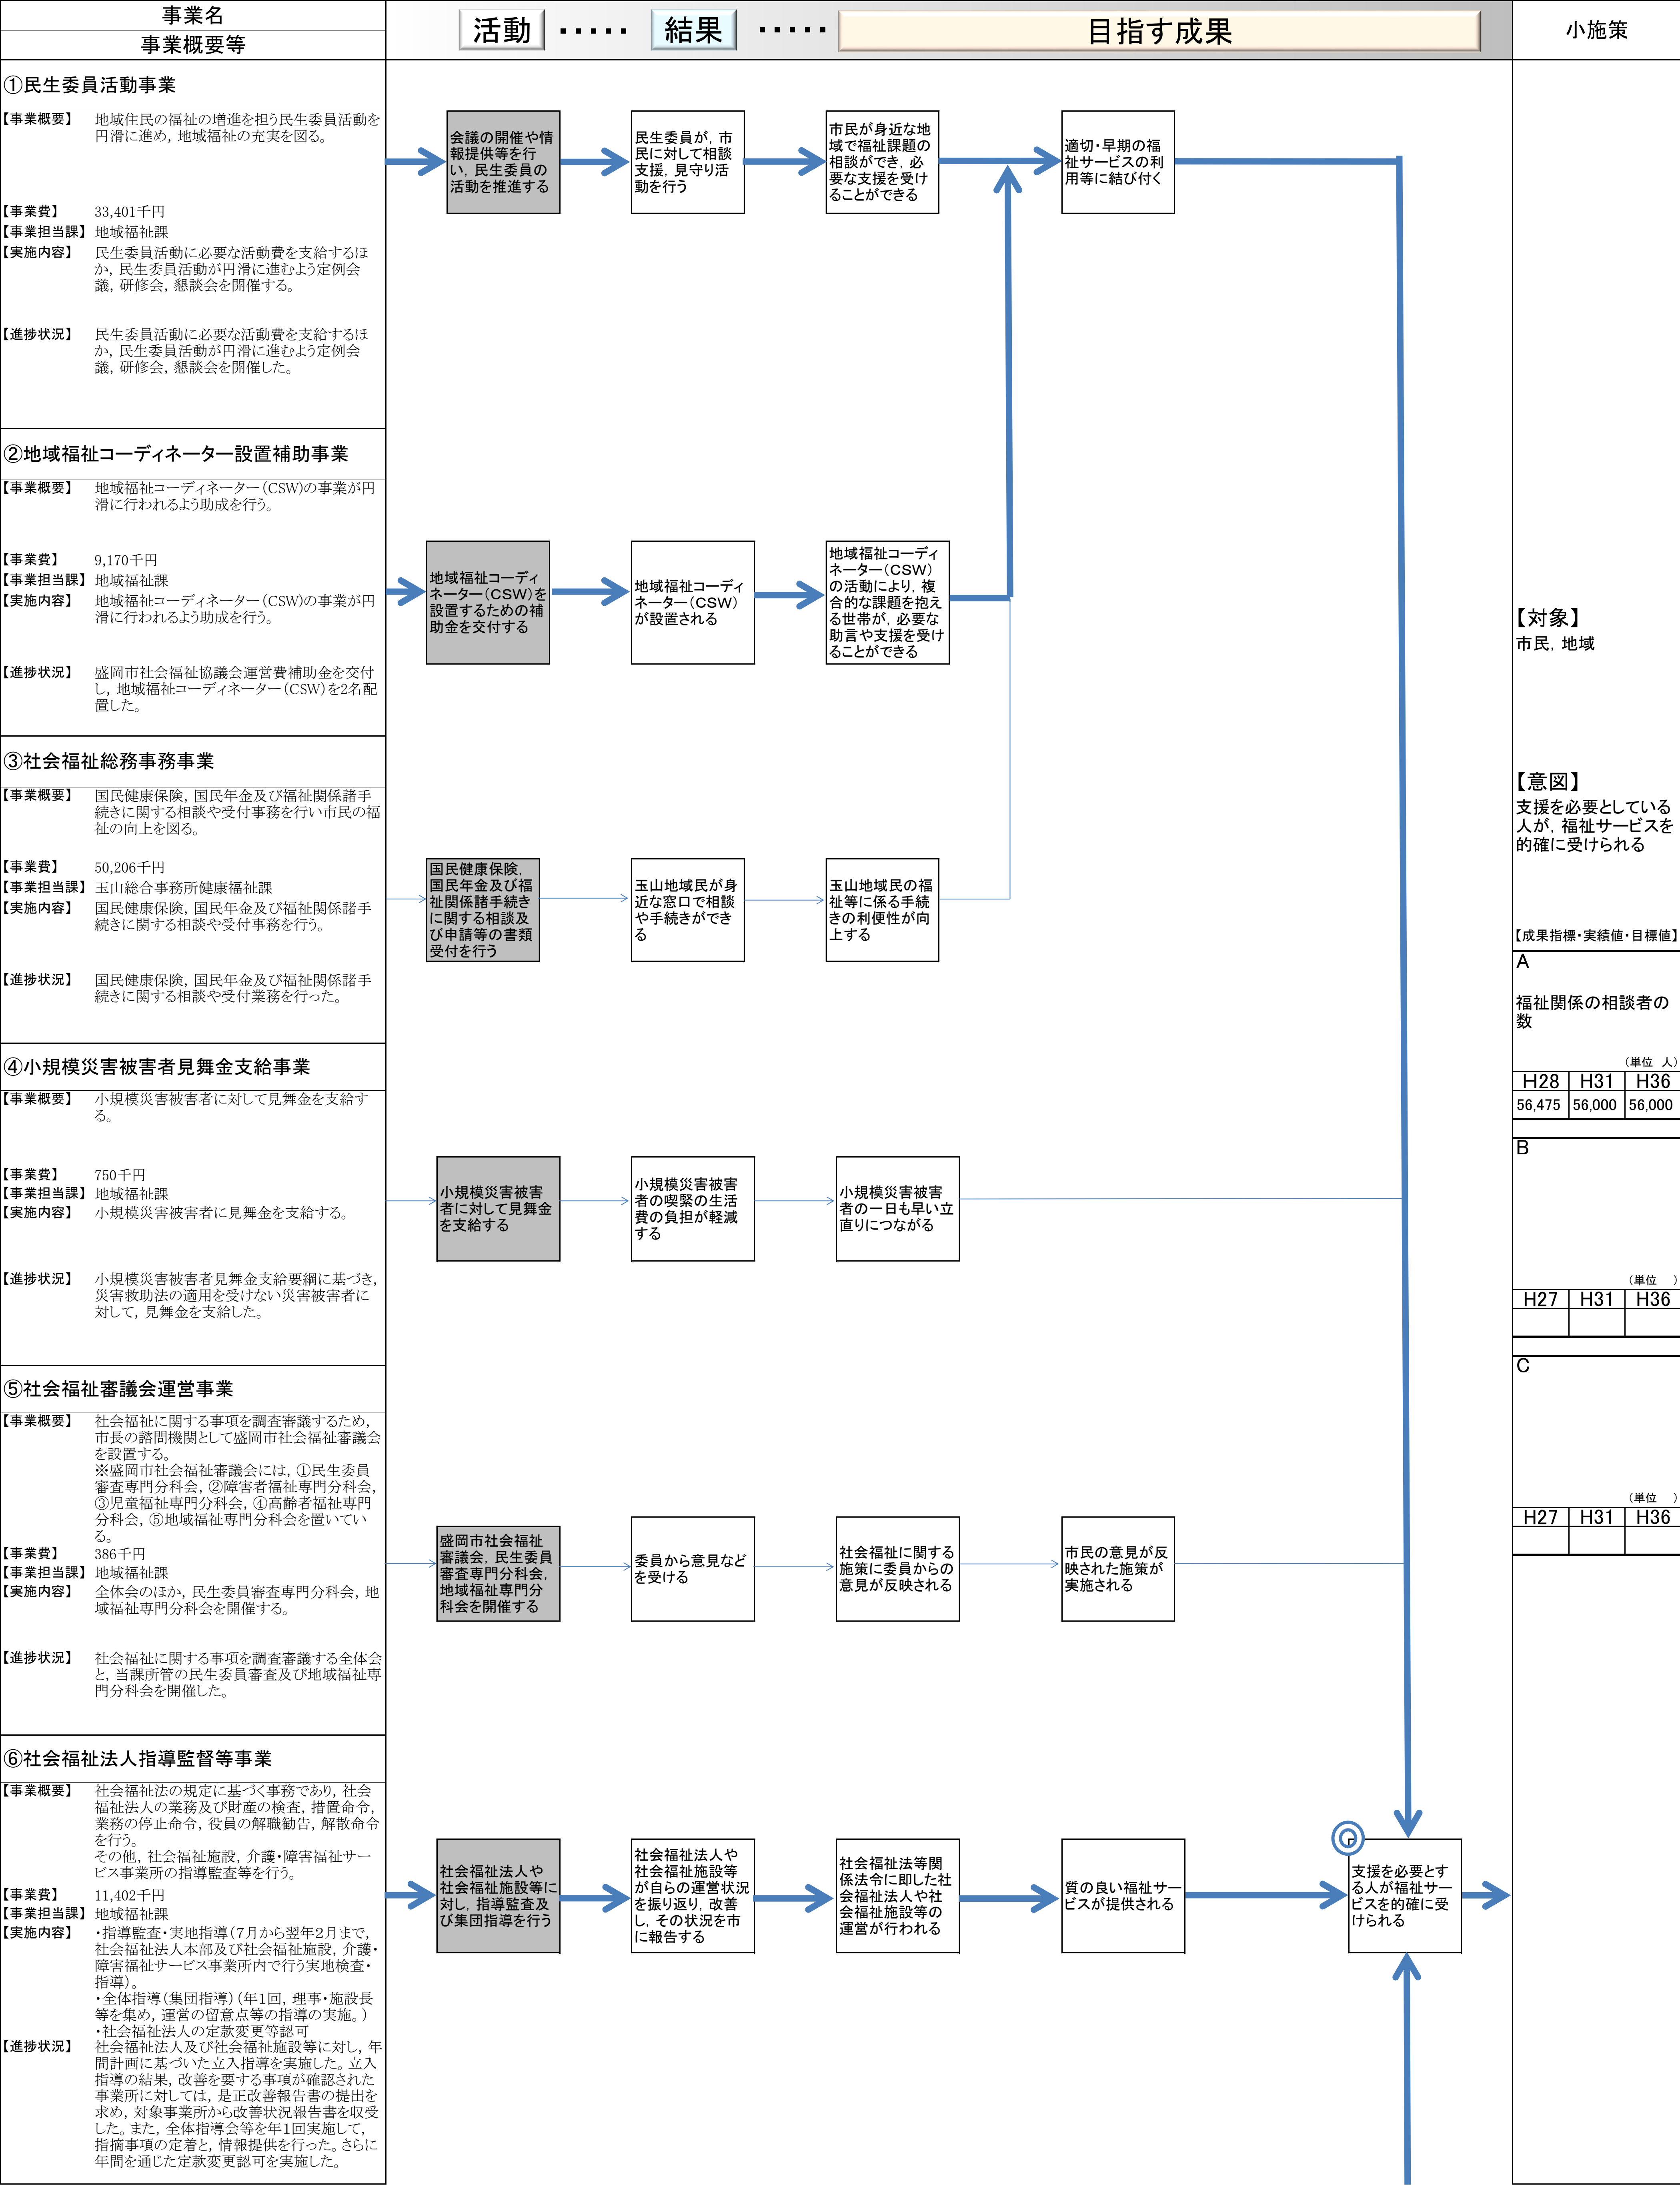 事業名
事業概要等
活動 ・・・・・ 結果 ・・・・・ 目指す成果
小施策
①民生委員活動事業
【事業概要】 地域住民の福祉の増進を担う民生委員活動を
円滑に進め，地域福祉の充実を図る。
【事業費】 33,401千円
【事業担当課】 地域福祉課
【実施内容】 民生委員活動に必要な活動費を支給するほ
か，民生委員活動が円滑に進むよう定例会
議，研修会，懇談会を開催する。
【進捗状況】 民生委員活動に必要な活動費を支給するほ
か，民生委員活動が円滑に進むよう定例会
議，研修会，懇談会を開催した。
会議の開催や情
報提供等を行
い，民生委員の
活動を推進する
民生委員が，市
民に対して相談
支援，見守り活
動を行う
市民が身近な地
域で福祉課題の
相談ができ，必
要な支援を受け
ることができる
適切・早期の福
祉サービスの利
用等に結び付く
②地域福祉コーディネーター設置補助事業
【事業概要】 地域福祉コーディネーター（CSW)の事業が円
滑に行われるよう助成を行う。
【事業費】 9,170千円
【事業担当課】 地域福祉課
【実施内容】 地域福祉コーディネーター（CSW)の事業が円
滑に行われるよう助成を行う。
【進捗状況】 盛岡市社会福祉協議会運営費補助金を交付
し，地域福祉コーディネーター（CSW）を2名配
置した。
地域福祉コーディ
ネーター（CSW）を
設置するための補
助金を交付する
地域福祉コーディ
ネーター（CSW）
が設置される
地域福祉コーディ
ネーター（CSW）
の活動により，複
合的な課題を抱え
る世帯が，必要な
助言や支援を受け
ることができる
③社会福祉総務事務事業
【事業概要】 国民健康保険，国民年金及び福祉関係諸手
続きに関する相談や受付事務を行い市民の福
祉の向上を図る。
【事業費】 50,206千円
【事業担当課】 玉山総合事務所健康福祉課
【実施内容】 国民健康保険，国民年金及び福祉関係諸手
続きに関する相談や受付事務を行う。
【進捗状況】 国民健康保険，国民年金及び福祉関係諸手
続きに関する相談や受付業務を行った。
国民健康保険，
国民年金及び福
祉関係諸手続き
に関する相談及
び申請等の書類
受付を行う
玉山地域民が身
近な窓口で相談
や手続きができ
る
玉山地域民の福
祉等に係る手続
きの利便性が向
上する
④小規模災害被害者見舞金支給事業
【事業概要】 小規模災害被害者に対して見舞金を支給す
る。
【事業費】 750千円
【事業担当課】 地域福祉課
【実施内容】 小規模災害被害者に見舞金を支給する。
【進捗状況】 小規模災害被害者見舞金支給要綱に基づき，
災害救助法の適用を受けない災害被害者に
対して，見舞金を支給した。
小規模災害被害
者に対して見舞金
を支給する
小規模災害被害
者の喫緊の生活
費の負担が軽減
する
小規模災害被害
者の一日も早い立
直りにつながる
⑤社会福祉審議会運営事業
【事業概要】 社会福祉に関する事項を調査審議するため，
市長の諮問機関として盛岡市社会福祉審議会
を設置する。
※盛岡市社会福祉審議会には，①民生委員
審査専門分科会，②障害者福祉専門分科会，
③児童福祉専門分科会，④高齢者福祉専門
分科会，⑤地域福祉専門分科会を置いてい
る。
【事業費】 386千円
【事業担当課】 地域福祉課
【実施内容】 全体会のほか，民生委員審査専門分科会，地
域福祉専門分科会を開催する。
【進捗状況】 社会福祉に関する事項を調査審議する全体会
と，当課所管の民生委員審査及び地域福祉専
門分科会を開催した。
盛岡市社会福祉
審議会，民生委員
審査専門分科会，
地域福祉専門分
科会を開催する
委員から意見など
を受ける
社会福祉に関する
施策に委員からの
意見が反映される
市民の意見が反
映された施策が
実施される
⑥社会福祉法人指導監督等事業
【事業概要】 社会福祉法の規定に基づく事務であり，社会
福祉法人の業務及び財産の検査，措置命令，
業務の停止命令，役員の解職勧告，解散命令
を行う。
その他，社会福祉施設，介護・障害福祉サー
ビス事業所の指導監査等を行う。
【事業費】 11,402千円
【事業担当課】 地域福祉課
【実施内容】 ・指導監査・実地指導（7月から翌年2月まで，
社会福祉法人本部及び社会福祉施設，介護・
障害福祉サービス事業所内で行う実地検査・
指導）。
・全体指導（集団指導）（年1回，理事・施設長
等を集め，運営の留意点等の指導の実施。）
・社会福祉法人の定款変更等認可
【進捗状況】 社会福祉法人及び社会福祉施設等に対し，年
間計画に基づいた立入指導を実施した。立入
指導の結果，改善を要する事項が確認された
事業所に対しては，是正改善報告書の提出を
求め，対象事業所から改善状況報告書を収受
した。また，全体指導会等を年1回実施して，
指摘事項の定着と，情報提供を行った。さらに
年間を通じた定款変更認可を実施した。
社会福祉法人や
社会福祉施設等に
対し，指導監査及
び集団指導を行う
社会福祉法人や
社会福祉施設等
が自らの運営状況
を振り返り，改善
し，その状況を市
に報告する
社会福祉法等関
係法令に即した社
会福祉法人や社
会福祉施設等の
運営が行われる
質の良い福祉サー
ビスが提供される
◎
支援を必要とす
る人が福祉サー
ビスを的確に受
けられる
【対象】
市民，地域
【意図】
支援を必要としている
人が，福祉サービスを
的確に受けられる
【成果指標・実績値・目標値】
A
福祉関係の相談者の
数
（単位 人）
H28 H31 H36
56,475 56,000 56,000
B
（単位 ）
H27 H31 H36
C
（単位 ）
H27 H31 H36